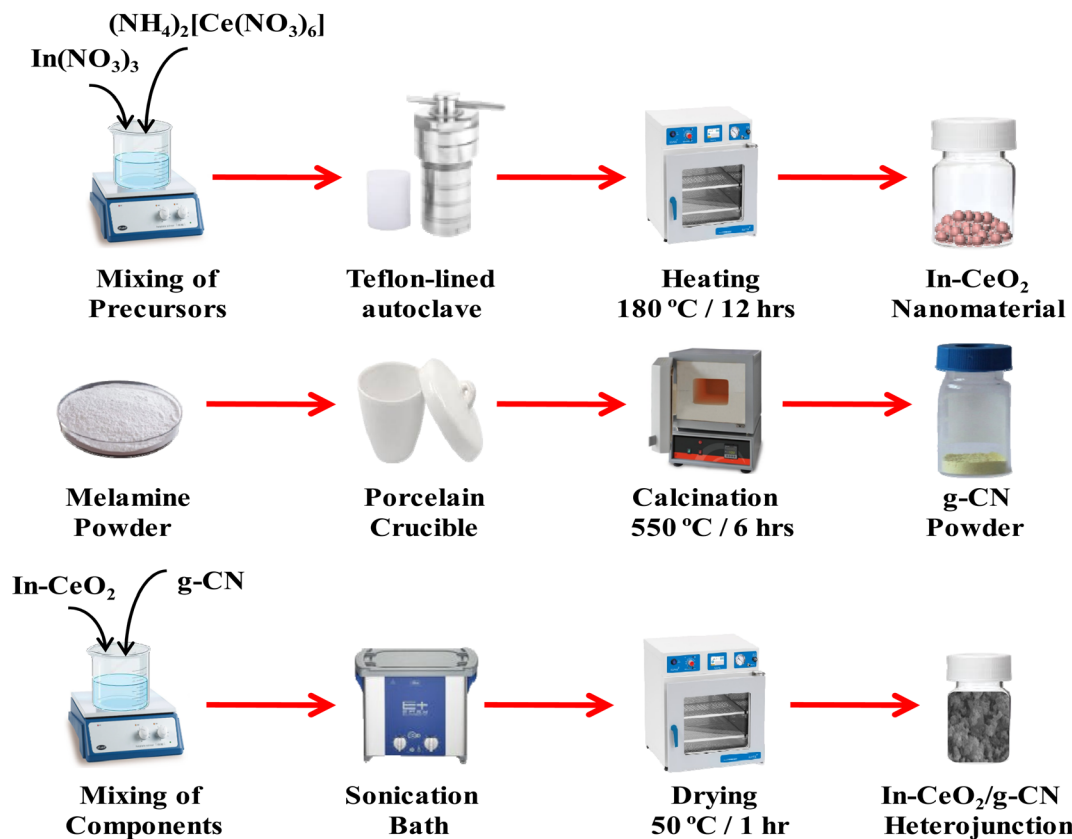 (NH₄)₂[Ce(NO₃)₆]
In(NO₃)₃
Mixing of
Precursors
Teflon-lined
autoclave
Heating
180 ºC / 12 hrs
In-CeO₂
Nanomaterial
Melamine
Powder
Porcelain
Crucible
Calcination
550 ºC / 6 hrs
g-CN
Powder
In-CeO₂
g-CN
Mixing of
Components
Sonication
Bath
Drying
50 ºC / 1 hr
In-CeO₂/g-CN
Heterojunction